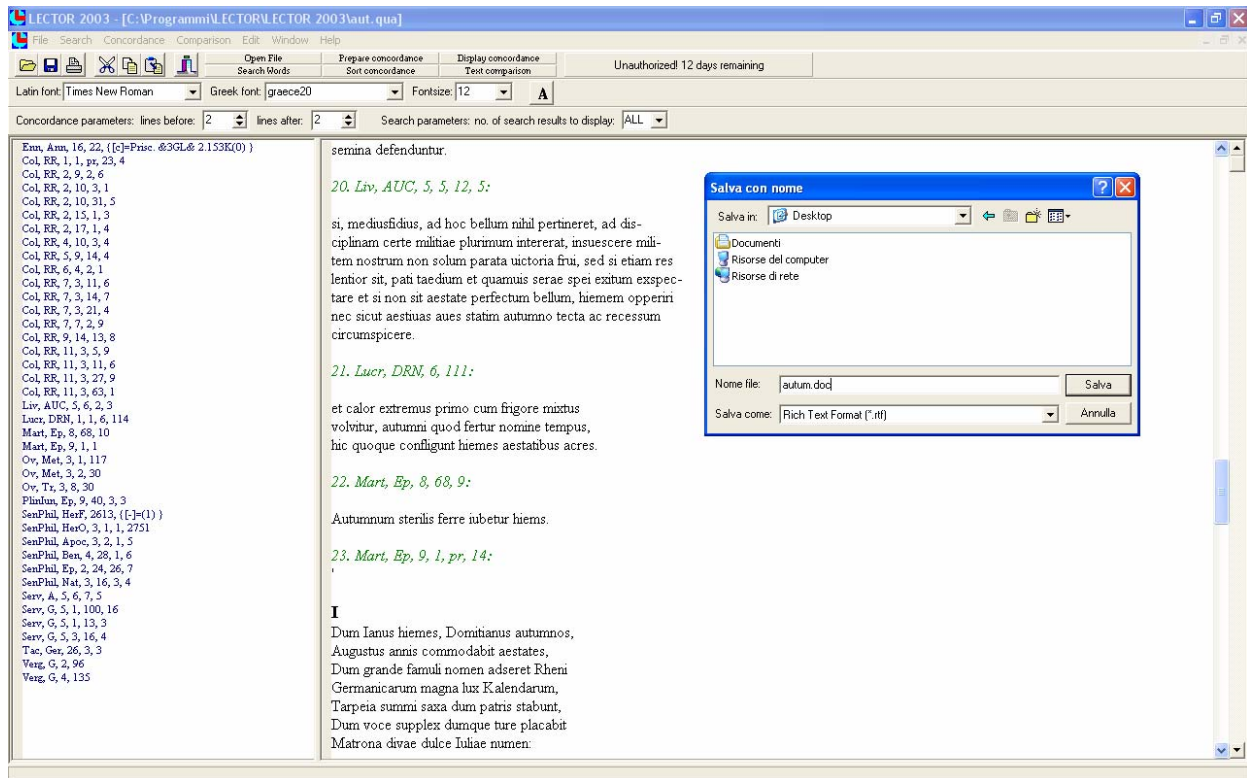 LECTOR 2003 - [C:\Programmi\LECTOR\LECTOR 2003\aut.qua]
File Search Concordance Comparison Edit Window Help
Open File
Search Words
Prepare concordance
Sort concordance
Display concordance
Text comparison
Unauthorized! 12 days remaining
Latin font: Times New Roman Greek font: graece20 Fontsize: 12 A
Concordance parameters: lines before: 2 lines after: 2 Search parameters: no. of search results to display: ALL
Enn, Ann, 16, 22, {[c]=Prisc. &3GL& 2.153K(0) }
Col, RR, 1, 1, pr, 23, 4
Col, RR, 2, 9, 2, 6
Col, RR, 2, 10, 3, 1
Col, RR, 2, 10, 31, 5
Col, RR, 2, 15, 1, 3
Col, RR, 2, 17, 1, 4
Col, RR, 4, 10, 3, 4
Col, RR, 5, 9, 14, 4
Col, RR, 6, 4, 2, 1
Col, RR, 7, 3, 11, 6
Col, RR, 7, 3, 14, 7
Col, RR, 7, 3, 21, 4
Col, RR, 7, 7, 2, 9
Col, RR, 9, 14, 13, 8
Col, RR, 11, 3, 5, 9
Col, RR, 11, 3, 11, 6
Col, RR, 11, 3, 27, 9
Col, RR, 11, 3, 63, 1
Liv, AUC, 5, 6, 2, 3
Lucr, DRN, 1, 1, 6, 114
Mart, Ep, 8, 68, 10
Mart, Ep, 9, 1, 1
Ov, Met, 3, 1, 117
Ov, Met, 3, 2, 30
Ov, Tr, 3, 8, 30
PlinIun, Ep, 9, 40, 3, 3
SenPhil, HerF, 2613, {[-]=(1) }
SenPhil, HerO, 3, 1, 1, 2751
SenPhil, Apoc, 3, 2, 1, 5
SenPhil, Ben, 4, 28, 1, 6
SenPhil, Ep, 2, 24, 26, 7
SenPhil, Nat, 3, 16, 3, 4
Serv, A, 5, 6, 7, 5
Serv, G, 5, 1, 100, 16
Serv, G, 5, 1, 13, 3
Serv, G, 5, 3, 16, 4
Tac, Ger, 26, 3, 3
Verg, G, 2, 96
Verg, G, 4, 135
semina defenduntur.
20. Liv, AUC, 5, 5, 12, 5:
si, mediusfidius, ad hoc bellum nihil pertineret, ad dis-
ciplinam certe militiae plurimum intererat, insuescere mili-
tem nostrum non solum parata uictoria frui, sed si etiam res
lentior sit, pati taedium et quamuis serae spei exitum exspec-
tare et si non sit aestate perfectum bellum, hiemem opperiri
nec sicut aestiuas aues statim autumno tecta ac recessum
circumspicere.
21. Lucr, DRN, 6, 111:
et calor extremus primo cum frigore mixtus
volvitur, autumni quod fertur nomine tempus,
hic quoque confligunt hiemes aestatibus acres.
22. Mart, Ep, 8, 68, 9:
Autumnum sterilis ferre iubetur hiems.
23. Mart, Ep, 9, 1, pr, 14:
'
I
Dum Ianus hiemes, Domitianus autumnos,
Augustus annis commodabit aestates,
Dum grande famuli nomen adseret Rheni
Germanicarum magna lux Kalendarum,
Tarpeia summi saxa dum patris stabunt,
Dum voce supplex dumque ture placabit
Matrona divae dulce Iuliae numen:
Salva con nome
Salva in: Desktop
Documenti
Risorse del computer
Risorse di rete
Nome file: autum.doc Salva
Salva come: Rich Text Format (*.rtf) Annulla